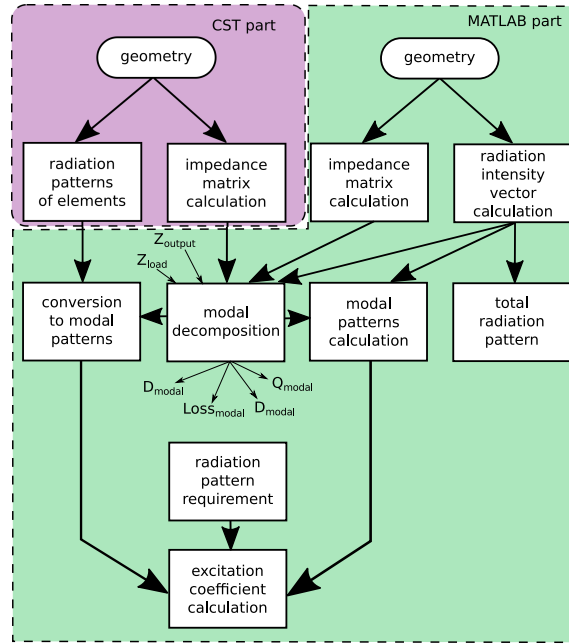 CST part
MATLAB part
geometry
geometry
radiation
patterns
of elements
impedance
matrix
calculation
impedance
matrix
calculation
radiation
intensity
vector
calculation
Zoutput
Zload
conversion
to modal
patterns
modal
decomposition
modal
patterns
calculation
total
radiation
pattern
Dmodal
Lossmodal
Dmodal
Qmodal
radiation
pattern
requirement
excitation
coefficient
calculation